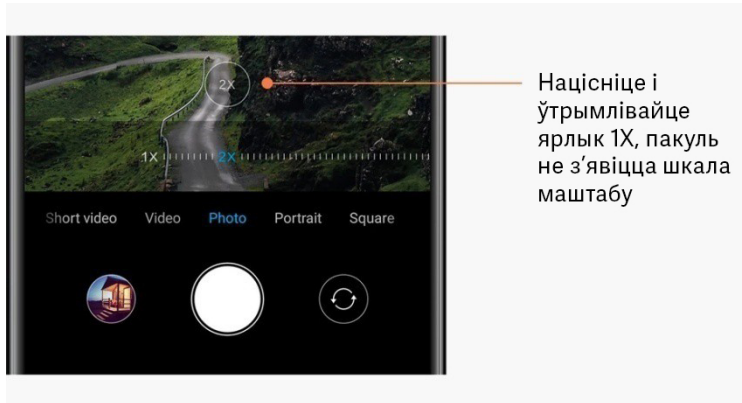 2X
1X 2X
Short video Video Photo Portrait Square
Націсніце і
ўтрымлівайце
ярлык 1X, пакуль
не з’явіцца шкала
маштабу